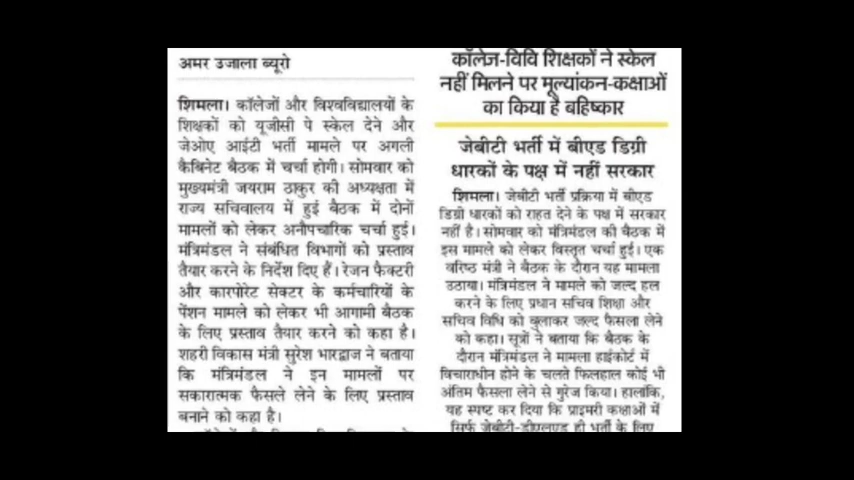 अमर उजाला ब्यूरो
शिमला। कॉलेजों और विश्वविद्यालयों के
शिक्षकों को यूजीसी पे स्केल देने और
जेओए आईटी भर्ती मामले पर अगली
कैबिनेट बैठक में चर्चा होगी। सोमवार को
मुख्यमंत्री जयराम ठाकुर की अध्यक्षता में
राज्य सचिवालय में हुई बैठक में दोनों
मामलों को लेकर अनौपचारिक चर्चा हुई।
मंत्रिमंडल ने संबंधित विभागों को प्रस्ताव
तैयार करने के निर्देश दिए हैं। रेजन फैक्टरी
और कारपोरेट सेक्टर के कर्मचारियों के
पेंशन मामले को लेकर भी आगामी बैठक
के लिए प्रस्ताव तैयार करने को कहा है।
शहरी विकास मंत्री सुरेश भारद्वाज ने बताया
कि मंत्रिमंडल ने इन मामलों पर
सकारात्मक फैसले लेने के लिए प्रस्ताव
बनाने को कहा है।
कॉलेज-विवि शिक्षकों ने स्केल
नहीं मिलने पर मूल्यांकन-कक्षाओं
का किया है बहिष्कार
जेबीटी भर्ती में बीएड डिग्री
धारकों के पक्ष में नहीं सरकार
शिमला। जेबीटी भर्ती प्रक्रिया में बीएड
डिग्री धारकों को राहत देने के पक्ष में सरकार
नहीं है। सोमवार को मंत्रिमंडल की बैठक में
इस मामले को लेकर विस्तृत चर्चा हुई। एक
वरिष्ठ मंत्री ने बैठक के दौरान यह मामला
उठाया। मंत्रिमंडल ने मामले को जल्द हल
करने के लिए प्रधान सचिव शिक्षा और
सचिव विधि को बुलाकर जल्द फैसला लेने
को कहा। सूत्रों ने बताया कि बैठक के
दौरान मंत्रिमंडल ने मामला हाईकोर्ट में
विचाराधीन होने के चलते फिलहाल कोई भी
अंतिम फैसला लेने से गुरेज किया। हालांकि,
यह स्पष्ट कर दिया कि प्राइमरी कक्षाओं में
सिर्फ जेबीटी-डीएलएड ही भर्ती के लिए